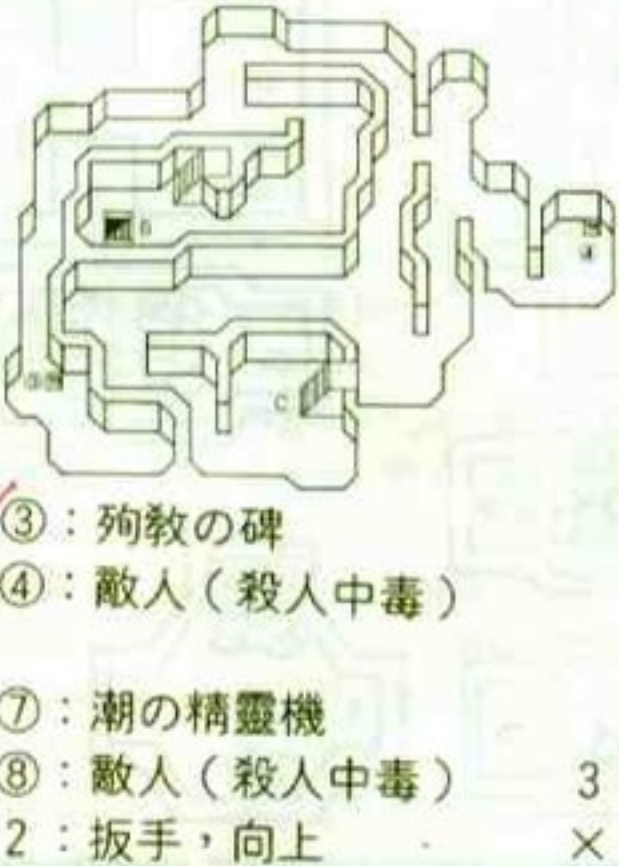 C
③：殉教の碑
④：敵人（殺人中毒）
⑦：潮の精靈機
⑧：敵人（殺人中毒） 3
2：扳手，向上 ×